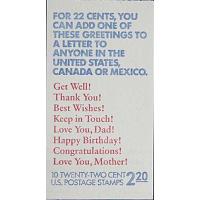 FOR 22 CENTS, YOU
CAN ADD ONE OF
THESE GREETINGS TO
A LETTER TO
ANYONE IN THE
UNITED STATES,
CANADA OR MEXICO.
Get Well!
Thank You!
Best Wishes!
Keep in Touch!
Love You, Dad!
Happy Birthday!
Congratulations!
Love You, Mother!
10 TWENTY-TWO CENT
U.S. POSTAGE STAMPS 2.20